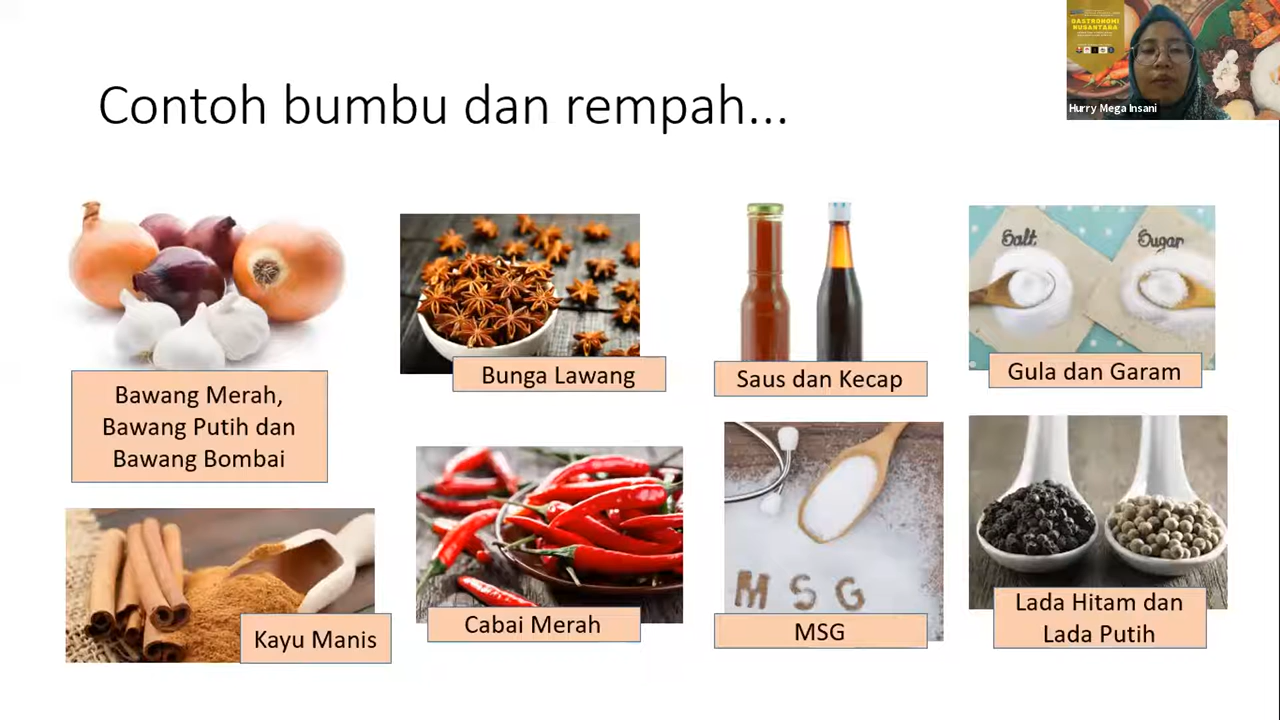 Contoh bumbu dan rempah...
GASTRONOMI
NUSANTARA
Hurry Mega Insani
Bawang Merah,
Bawang Putih dan
Bawang Bombai
Bunga Lawang
Saus dan Kecap
Salt
Sugar
Gula dan Garam
Kayu Manis
Cabai Merah
MSG
MSG
Lada Hitam dan
Lada Putih